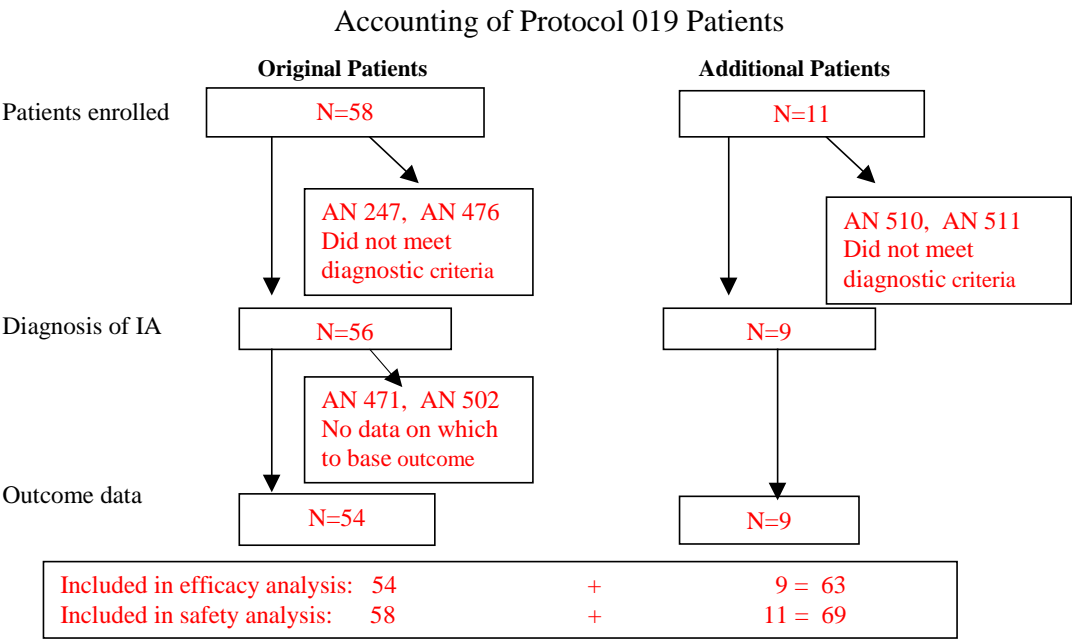 Accounting of Protocol 019 Patients
Original Patients
Additional Patients
Patients enrolled
N=58
N=11
AN 247, AN 476
Did not meet
diagnostic criteria
AN 510, AN 511
Did not meet
diagnostic criteria
Diagnosis of IA
N=56
N=9
AN 471, AN 502
No data on which
to base outcome
Outcome data
N=54
N=9
Included in efficacy analysis: 54 + 9 = 63
Included in safety analysis: 58 + 11 = 69